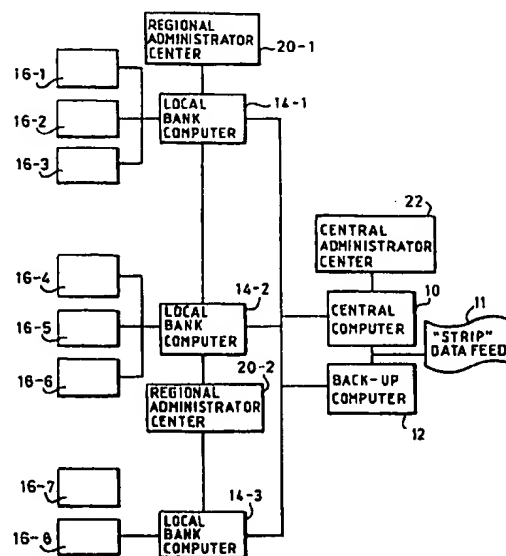 REGIONAL
ADMINISTRATOR
CENTER
20-1
16-1
16-2
16-3
LOCAL
BANK
COMPUTER
14-1
22
CENTRAL
ADMINISTRATOR
CENTER
16-4
16-5
16-6
LOCAL
BANK
COMPUTER
14-2
10
CENTRAL
COMPUTER
11
"STRIP"
DATA FEED
20-2
REGIONAL
ADMINISTRATOR
CENTER
BACK-UP
COMPUTER
12
16-7
16-8
LOCAL
BANK
COMPUTER
14-3